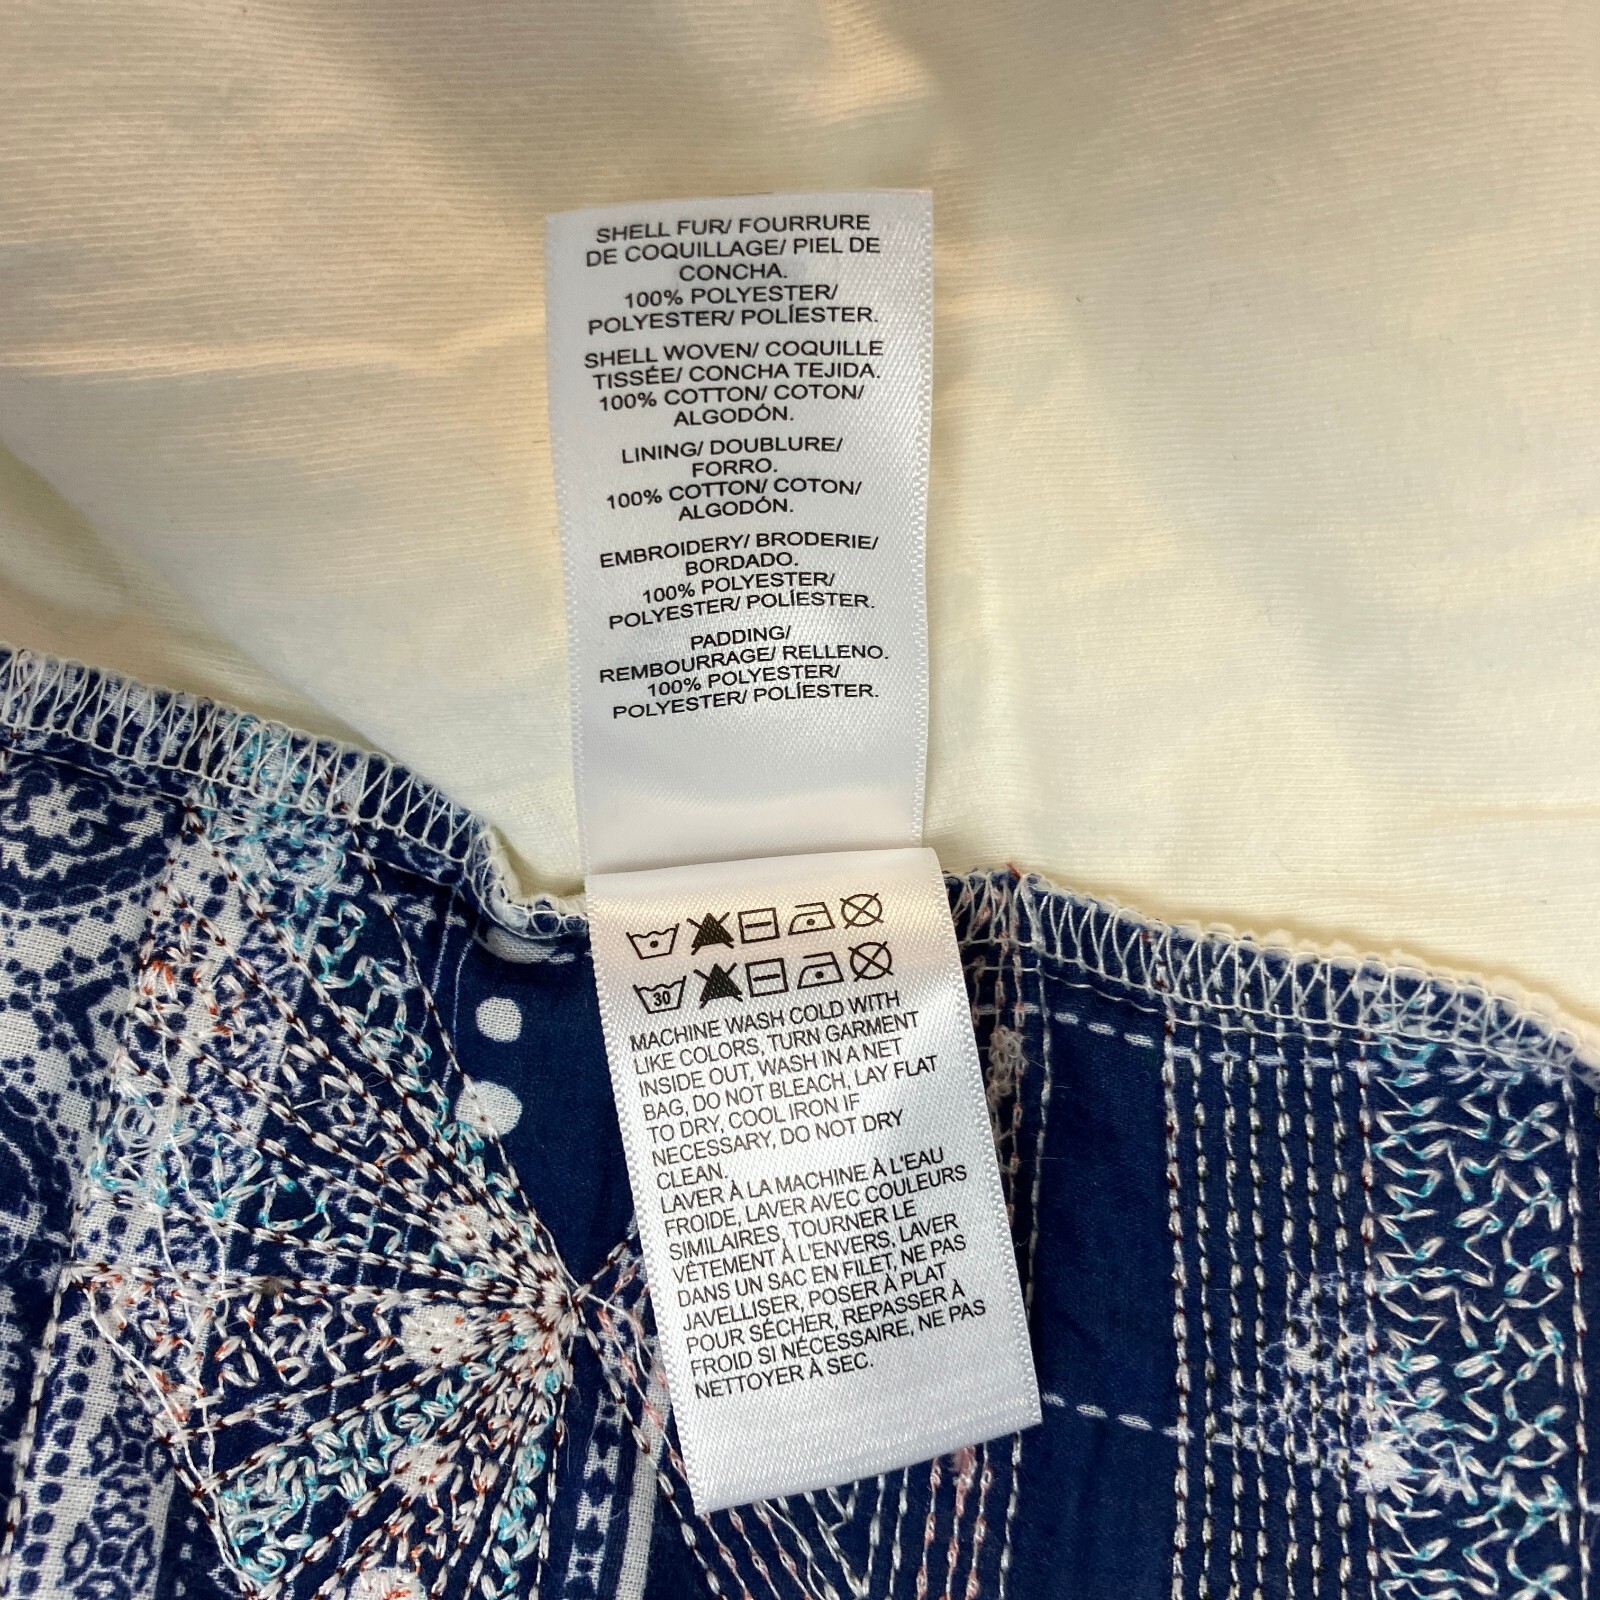 SHELL FUR/ FOURRURE
DE COQUILLAGE/ PIEL DE
CONCHA.
100% POLYESTER/
POLYESTER/ POLÍESTER.
SHELL WOVEN/ COQUILLE
TISSÉE/ CONCHA TEJIDA.
100% COTTON/ COTON/
ALGODÓN.
LINING/ DOUBLURE/
FORRO.
100% COTTON/ COTON/
ALGODÓN.
EMBROIDERY/ BRODERIE/
BORDADO.
100% POLYESTER/
POLYESTER/ POLÍESTER.
PADDING/
REMBOURRAGE/ RELLENO.
100% POLYESTER/
POLYESTER/ POLÍESTER.
30
MACHINE WASH COLD WITH
LIKE COLORS, TURN GARMENT
INSIDE OUT, WASH IN A NET
BAG, DO NOT BLEACH, LAY FLAT
TO DRY, COOL IRON IF
NECESSARY, DO NOT DRY
CLEAN.
LAVER À LA MACHINE À L'EAU
FROIDE, LAVER AVEC COULEURS
SIMILAIRES, TOURNER LE
VÊTEMENT À L'ENVERS, LAVER
DANS UN SAC EN FILET, NE PAS
JAVELLISER, POSER À PLAT
POUR SÉCHER, REPASSER À
FROID SI NÉCESSAIRE, NE PAS
NETTOYER À SEC.